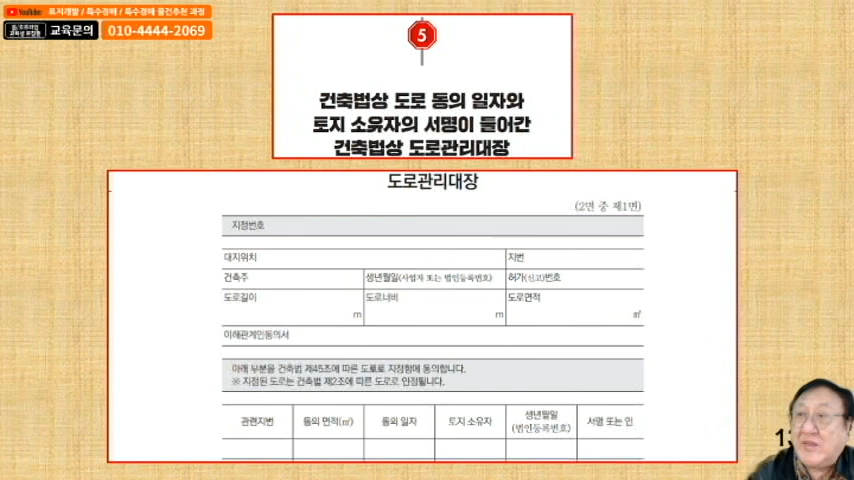 YouTube 토지개발 / 특수경매 / 특수경매 물건추천 과정
교육문의 010-4444-2069
5
건축법상 도로 동의 일자와
토지 소유자의 서명이 들어간
건축법상 도로관리대장
도로관리대장
(2면 중 제1면)
지정번호
대지위치 지번
건축주 생년월일(사업자 또는 법인등록번호) 허가(신고)번호
도로길이 도로너비 도로면적
m m ㎡
이해관계인동의서
아래 부분을 건축법 제45조에 따른 도로로 지정함에 동의합니다.
※ 지정된 도로는 건축법 제2조에 따른 도로로 인정됩니다.
관련지번 동의 면적(㎡) 동의 일자 토지 소유자 생년월일 서명 또는 인
(법인등록번호)